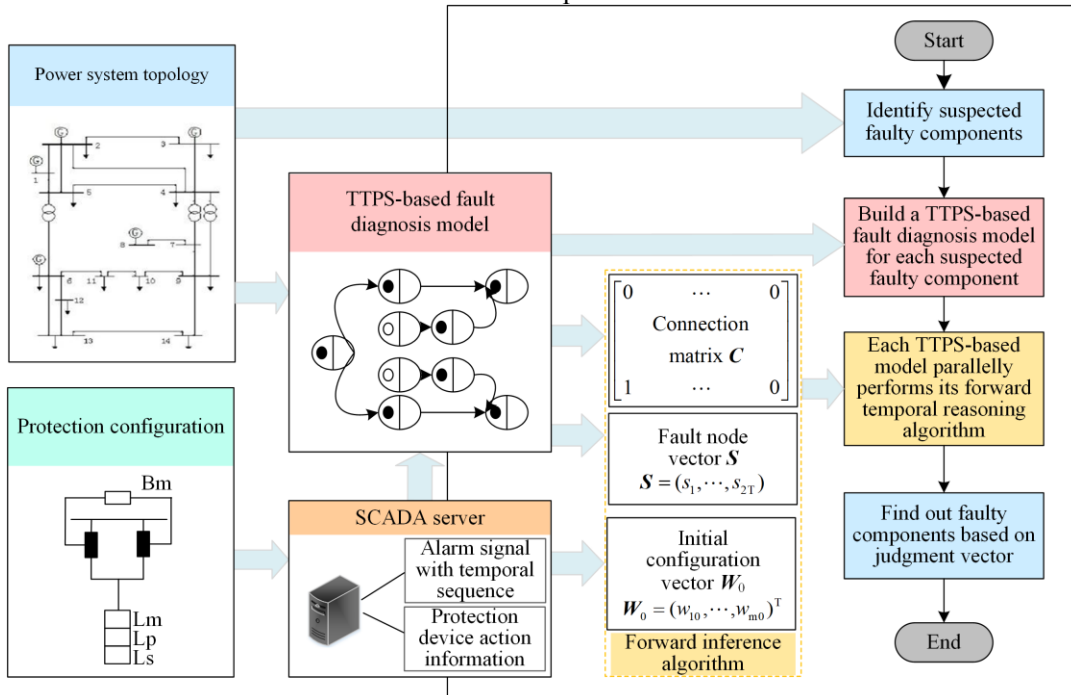 Power system topology
G
G
2
3
G
1
5
4
G
8
7
G
6
11
10
9
12
13
14
Protection configuration
Bm
Lm
Lp
Ls
TTPS-based fault
diagnosis model
SCADA server
Alarm signal
with temporal
sequence
Protection
device action
information
0 ⋯ 0
Connection
matrix C
1 ⋯ 0
Fault node
vector S
S = (s₁,⋯,s₂T)
Initial
configuration
vector W₀
W₀ = (w₁₀,⋯,wₘ₀)ᵀ
Forward inference
algorithm
Start
Identify suspected
faulty components
Build a TTPS-based
fault diagnosis model
for each suspected
faulty component
Each TTPS-based
model parallelly
performs its forward
temporal reasoning
algorithm
Find out faulty
components based on
judgment vector
End